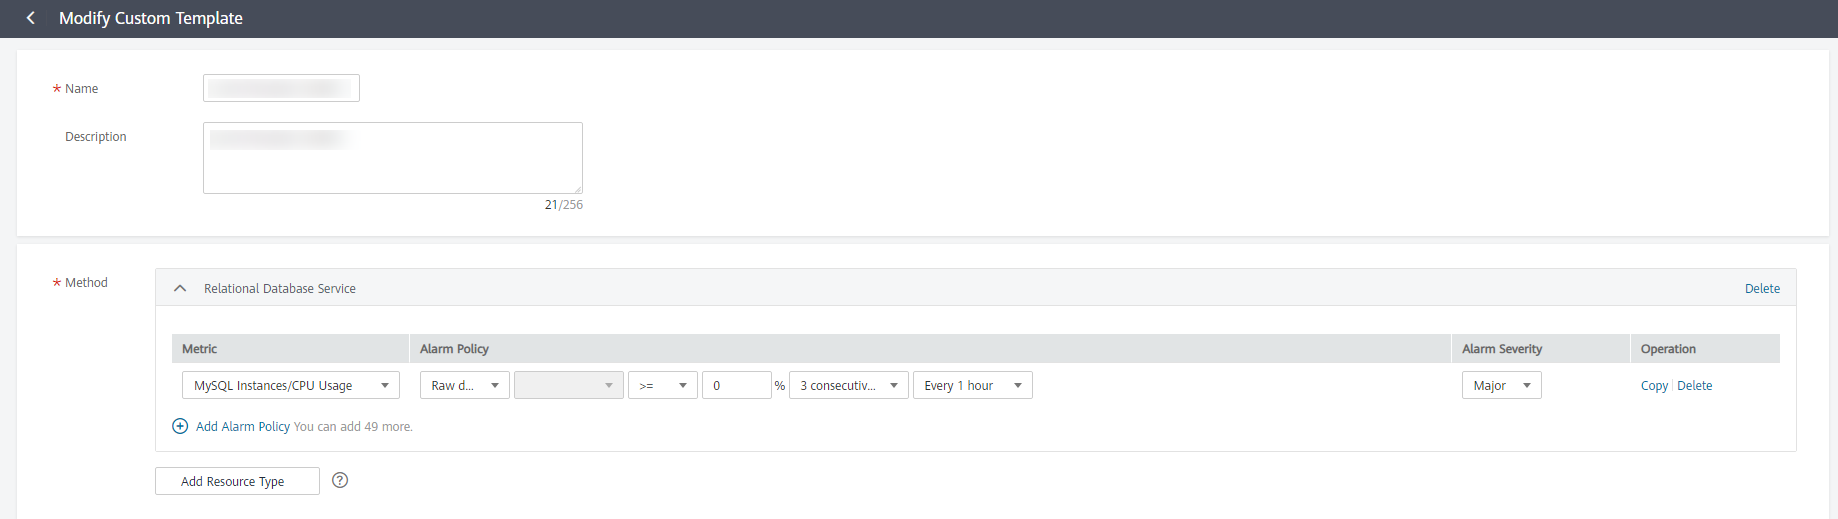 Modify Custom Template
* Name
Description
21/256
* Method
Relational Database Service Delete
Metric Alarm Policy Alarm Severity Operation
MySQL Instances/CPU Usage Raw d... >= 0 % 3 consecutiv... Every 1 hour Major Copy | Delete
Add Alarm Policy You can add 49 more.
Add Resource Type ?